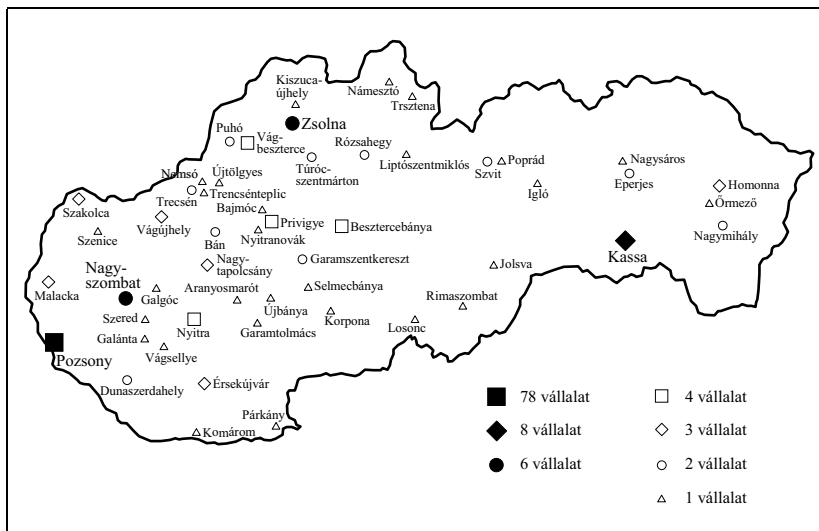 Kiszuca-
újhely
Námesztó
Trsztena
Zsolna
Puhó
Vág-
beszterce
Rózsahegy
Túróc-
szentmárton
Liptószentmiklós
Szvit
Poprád
Nagysáros
Eperjes
Igló
Homonna
Őrmező
Nagymihály
Nemsó
Újtölgyes
Trencsénteplic
Trecsén
Bajmóc
Szakolca
Vágújhely
Privigye
Besztercebánya
Szenice
Bán
Nyitranovák
Kassa
Nagy-
tapolcsány
Garamszentkereszt
Jolsva
Nagy-
szombat
Malacka
Galgóc
Aranyosmarót
Selmecbánya
Újbánya
Rimaszombat
Szered
Nyitra
Garamtolmács
Korpona
Losonc
Galánta
Vágsellye
Pozsony
Dunaszerdahely
Érsekújvár
Párkány
Komárom
78 vállalat
8 vállalat
6 vállalat
4 vállalat
3 vállalat
2 vállalat
1 vállalat